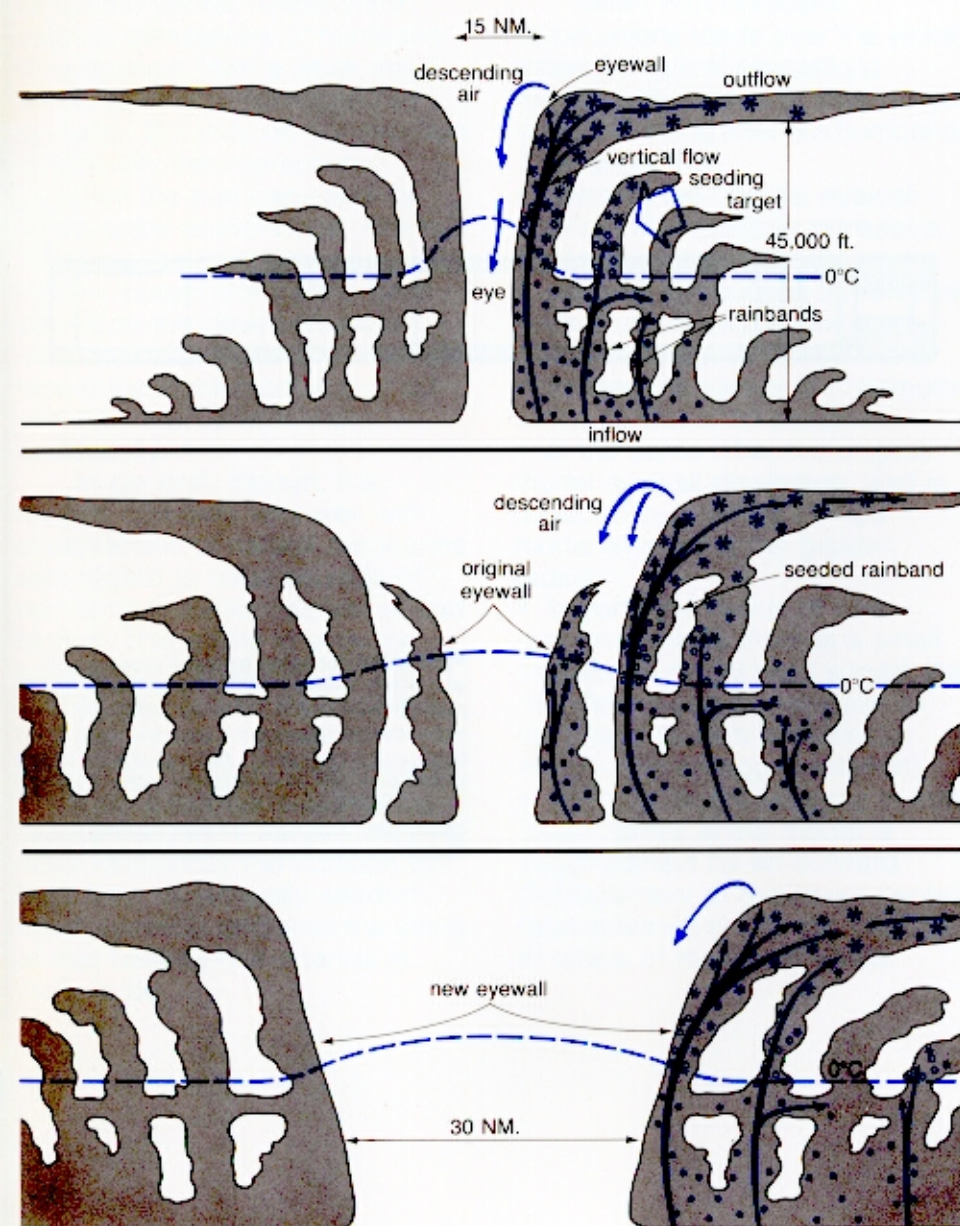 15 NM.
descending
air
eyewall
outflow
vertical flow
seeding
target
45,000 ft.
0°C
eye
rainbands
inflow
descending
air
original
eyewall
seeded rainband
0°C
new eyewall
0°C
30 NM.